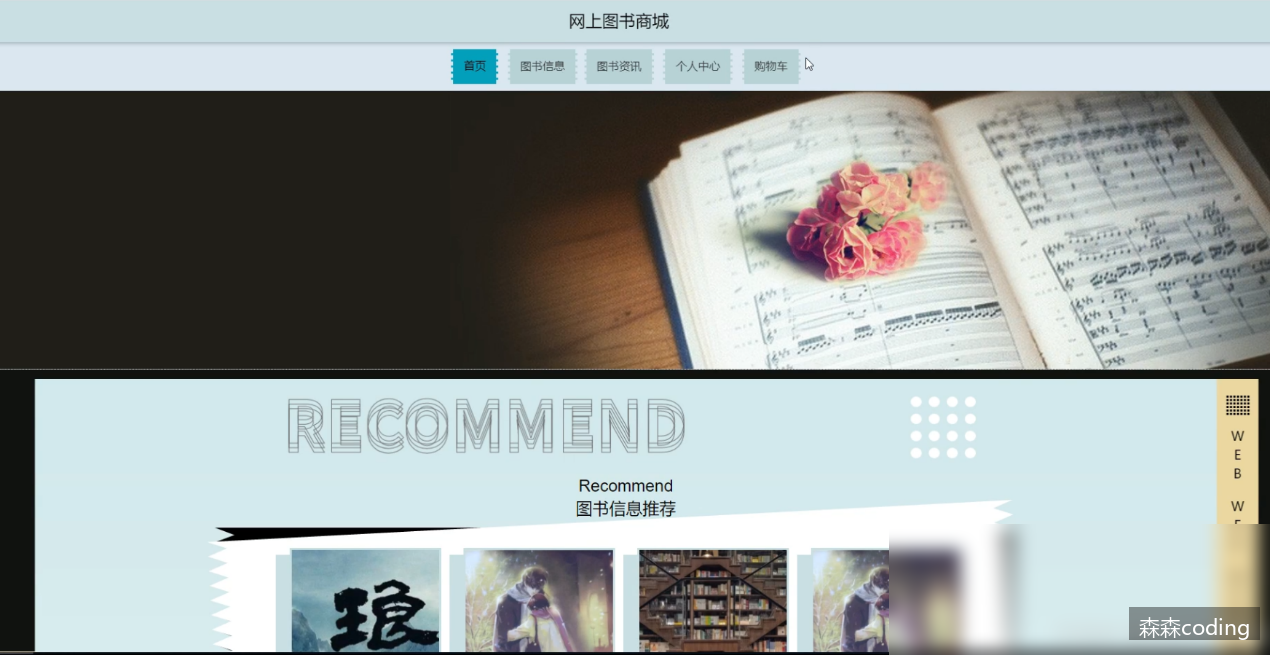 网上图书商城
首页 图书信息 图书资讯 个人中心 购物车
RECOMMEND
Recommend
图书信息推荐
W
E
B
W
琅
森森coding